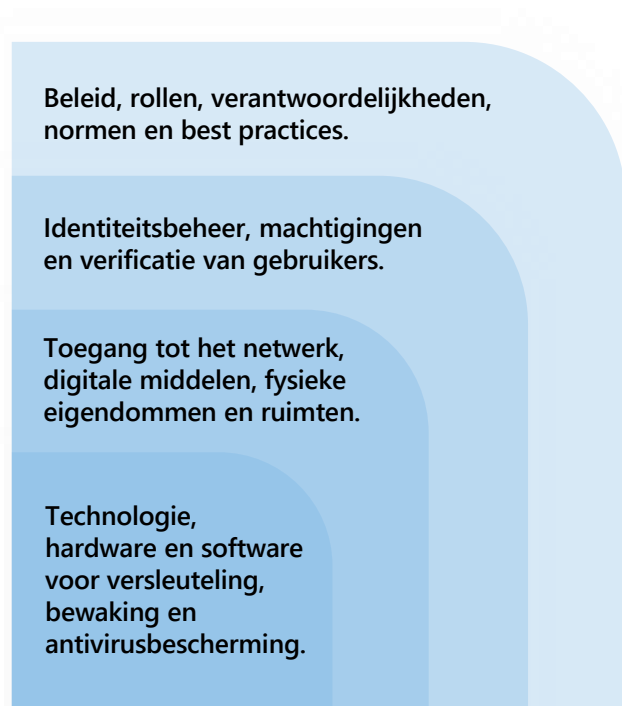 Beleid, rollen, verantwoordelijkheden,
normen en best practices.
Identiteitsbeheer, machtigingen
en verificatie van gebruikers.
Toegang tot het netwerk,
digitale middelen, fysieke
eigendommen en ruimten.
Technologie,
hardware en software
voor versleuteling,
bewaking en
antivirusbescherming.